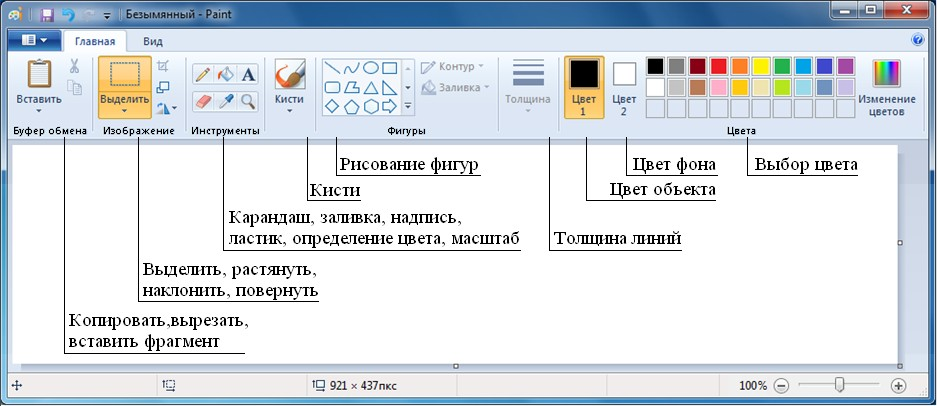 Безымянный - Paint
Главная Вид
Вставить Выделить A Кисти Контур Заливка Толщина Цвет 1 Цвет 2 Изменение цветов
Буфер обмена Изображение Инструменты Фигуры Цвета
Рисование фигур Цвет фона Выбор цвета
Кисти Цвет объекта
Карандаш, заливка, надпись,
ластик, определение цвета, масштаб Толщина линий
Выделить, растянуть,
наклонить, повернуть
Копировать,вырезать,
вставить фрагмент
921 × 437пкс 100%